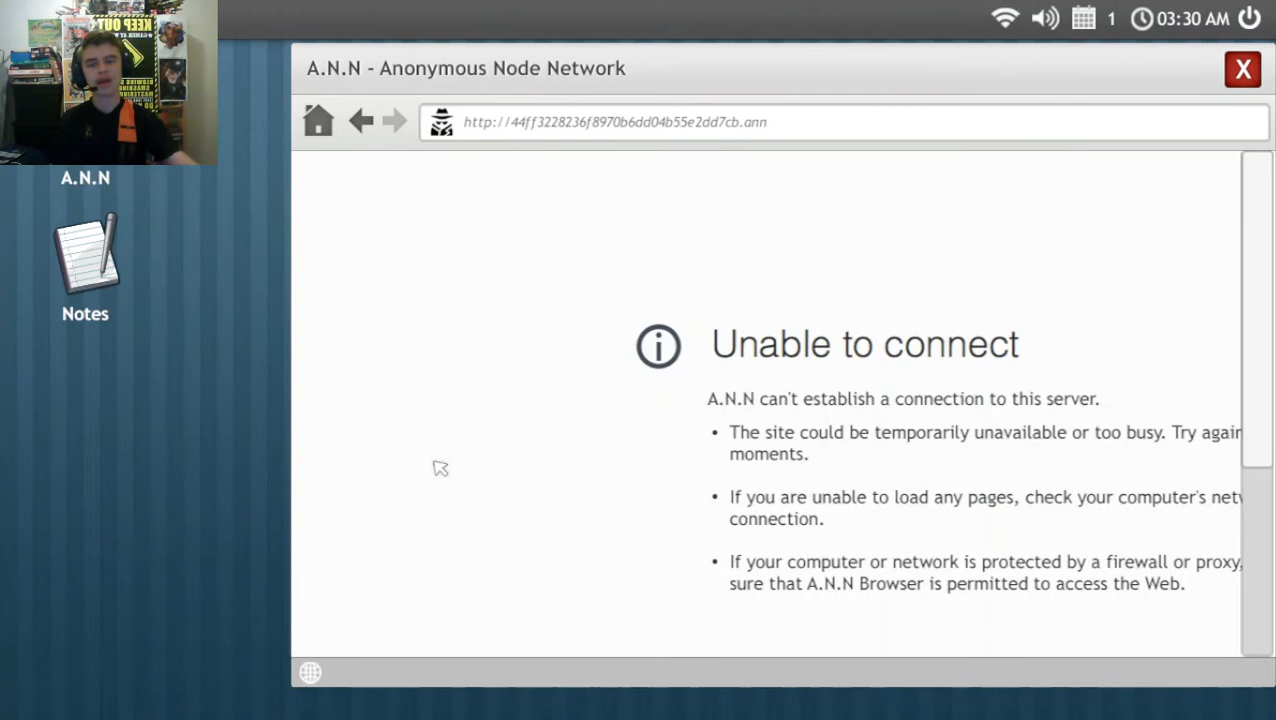 KEEP OUT
1 03:30 AM
A.N.N - Anonymous Node Network
X
http://44ff3228236f8970b6dd04b55e2dd7cb.ann
A.N.N
Notes
Unable to connect
A.N.N can't establish a connection to this server.
• The site could be temporarily unavailable or too busy. Try again
moments.
• If you are unable to load any pages, check your computer's net
connection.
• If your computer or network is protected by a firewall or proxy,
sure that A.N.N Browser is permitted to access the Web.